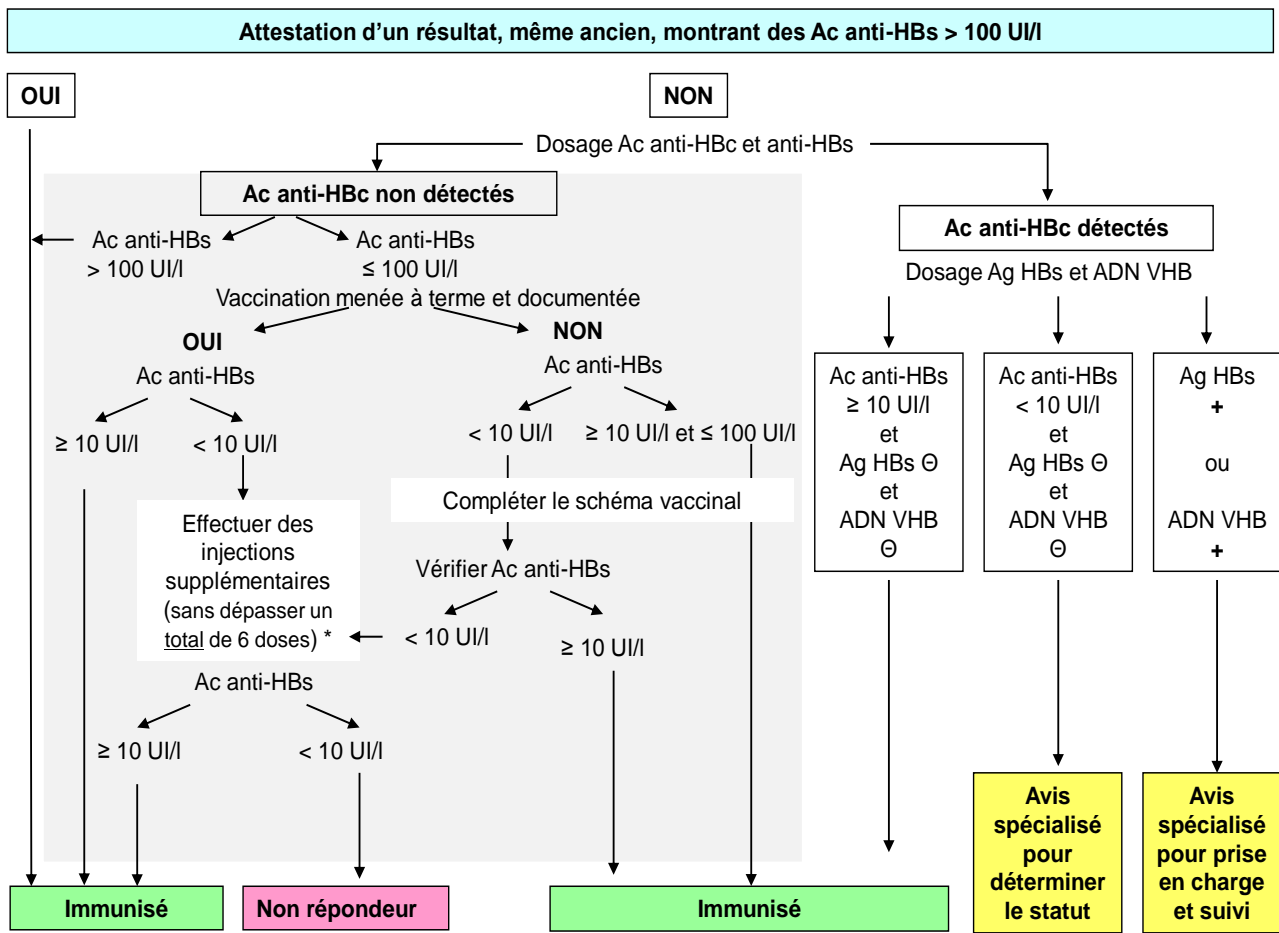 Attestation d’un résultat, même ancien, montrant des Ac anti-HBs > 100 UI/l
OUI
NON
Dosage Ac anti-HBc et anti-HBs
Ac anti-HBc non détectés
Ac anti-HBs
> 100 UI/l
Ac anti-HBs
≤ 100 UI/l
Vaccination menée à terme et documentée
OUI
Ac anti-HBs
≥ 10 UI/l
< 10 UI/l
Effectuer des
injections
supplémentaires
(sans dépasser un
total de 6 doses) *
Ac anti-HBs
≥ 10 UI/l
< 10 UI/l
NON
Ac anti-HBs
< 10 UI/l
≥ 10 UI/l et ≤ 100 UI/l
Compléter le schéma vaccinal
Vérifier Ac anti-HBs
< 10 UI/l
≥ 10 UI/l
Ac anti-HBc détectés
Dosage Ag HBs et ADN VHB
Ac anti-HBs
≥ 10 UI/l
et
Ag HBs Θ
et
ADN VHB
Θ
Ac anti-HBs
< 10 UI/l
et
Ag HBs Θ
et
ADN VHB
Θ
Ag HBs
+
ou
ADN VHB
+
Immunisé
Non répondeur
Immunisé
Avis
spécialisé
pour
déterminer
le statut
Avis
spécialisé
pour prise
en charge
et suivi